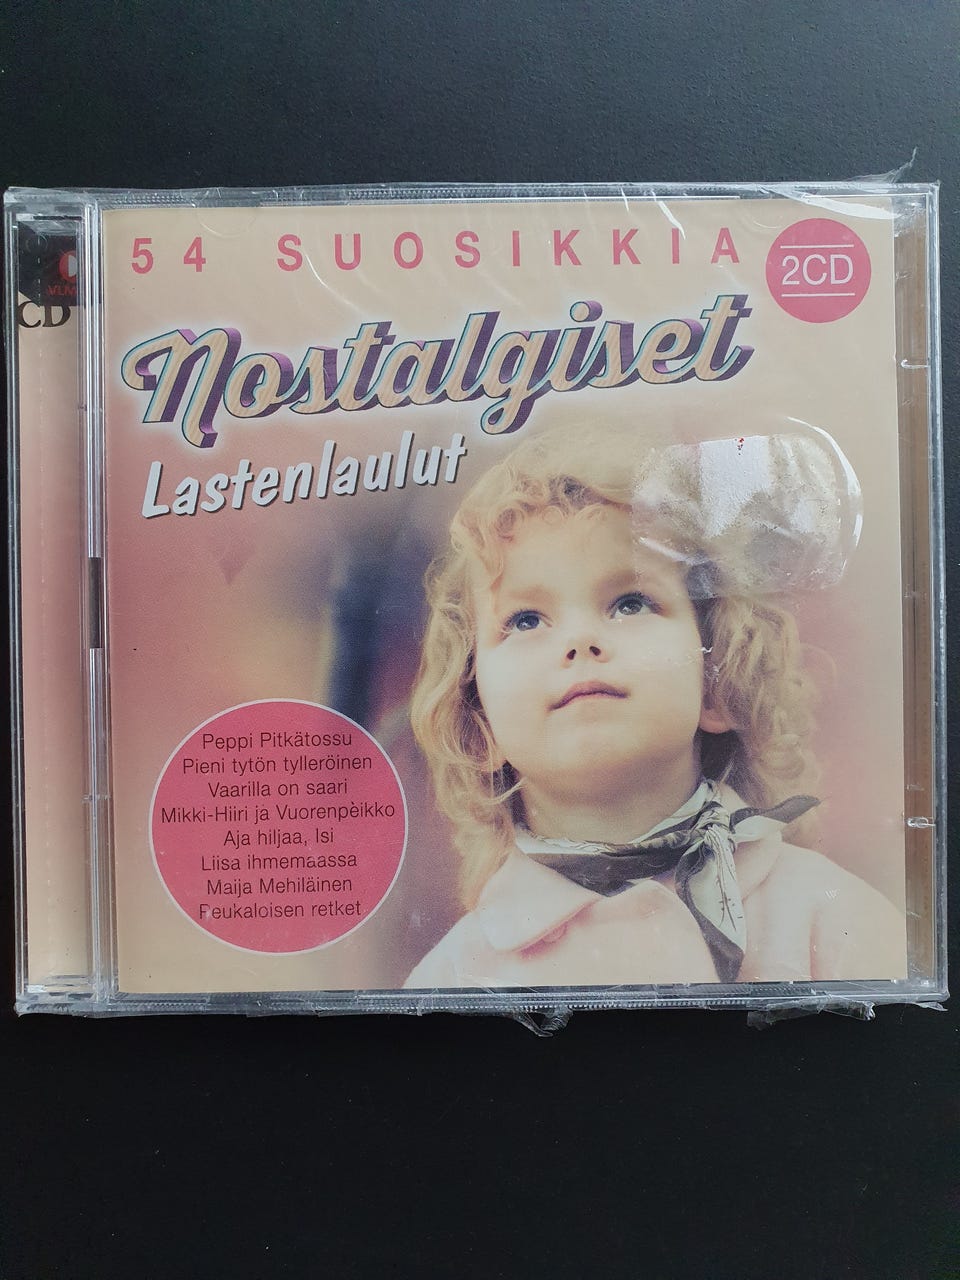 54 SUOSIKKIA
2CD
Nostalgiset
Lastenlaulut
Peppi Pitkätossu
Pieni tytön tylleröinen
Vaarilla on saari
Mikki-Hiiri ja Vuorenpeikko
Aja hiljaa, Isi
Liisa ihmemaassa
Maija Mehiläinen
Peukaloisen retket
CD